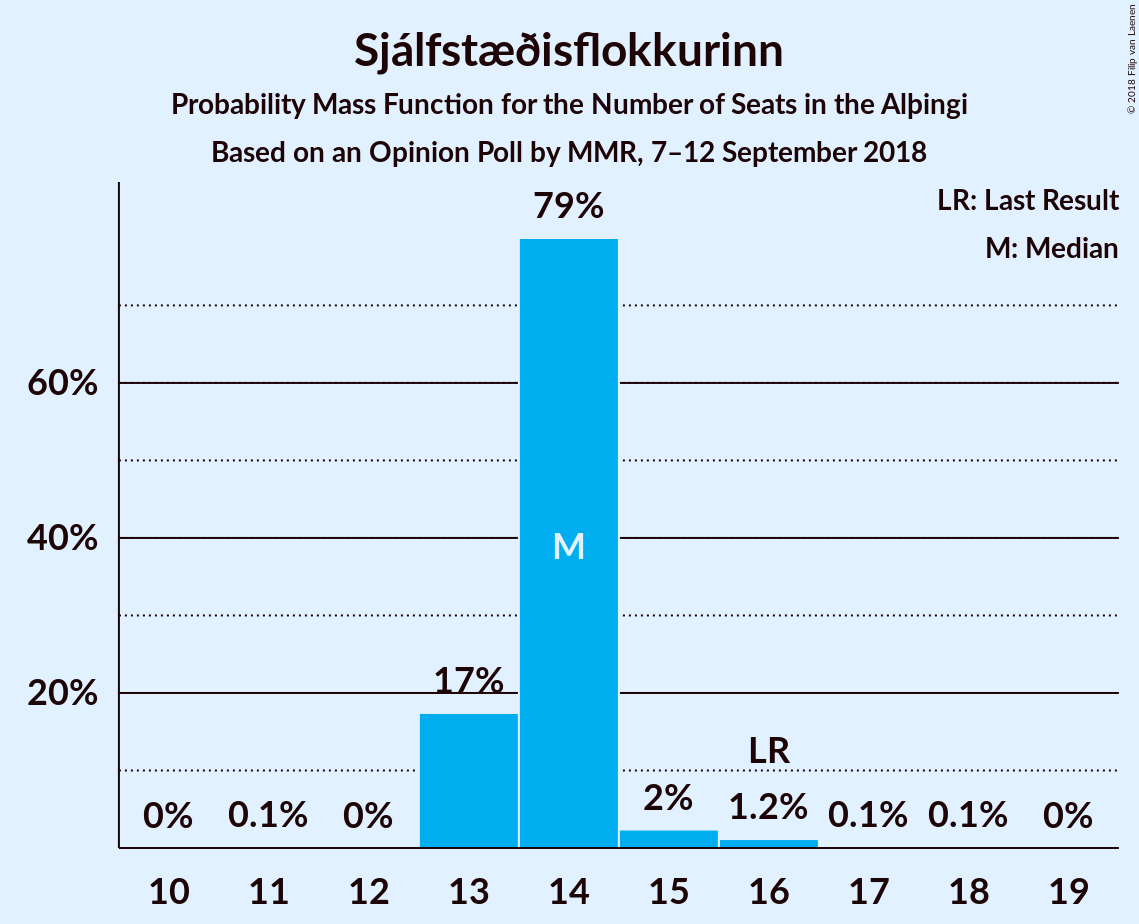 Sjálfstæðisflokkurinn
Probability Mass Function for the Number of Seats in the Alþingi
Based on an Opinion Poll by MMR, 7–12 September 2018
© 2018 Filip van Laenen
LR: Last Result
M: Median
60%
40%
20%
0%
0.1%
0%
17%
79%
M
2%
LR
1.2%
0.1%
0.1%
0%
10 11 12 13 14 15 16 17 18 19